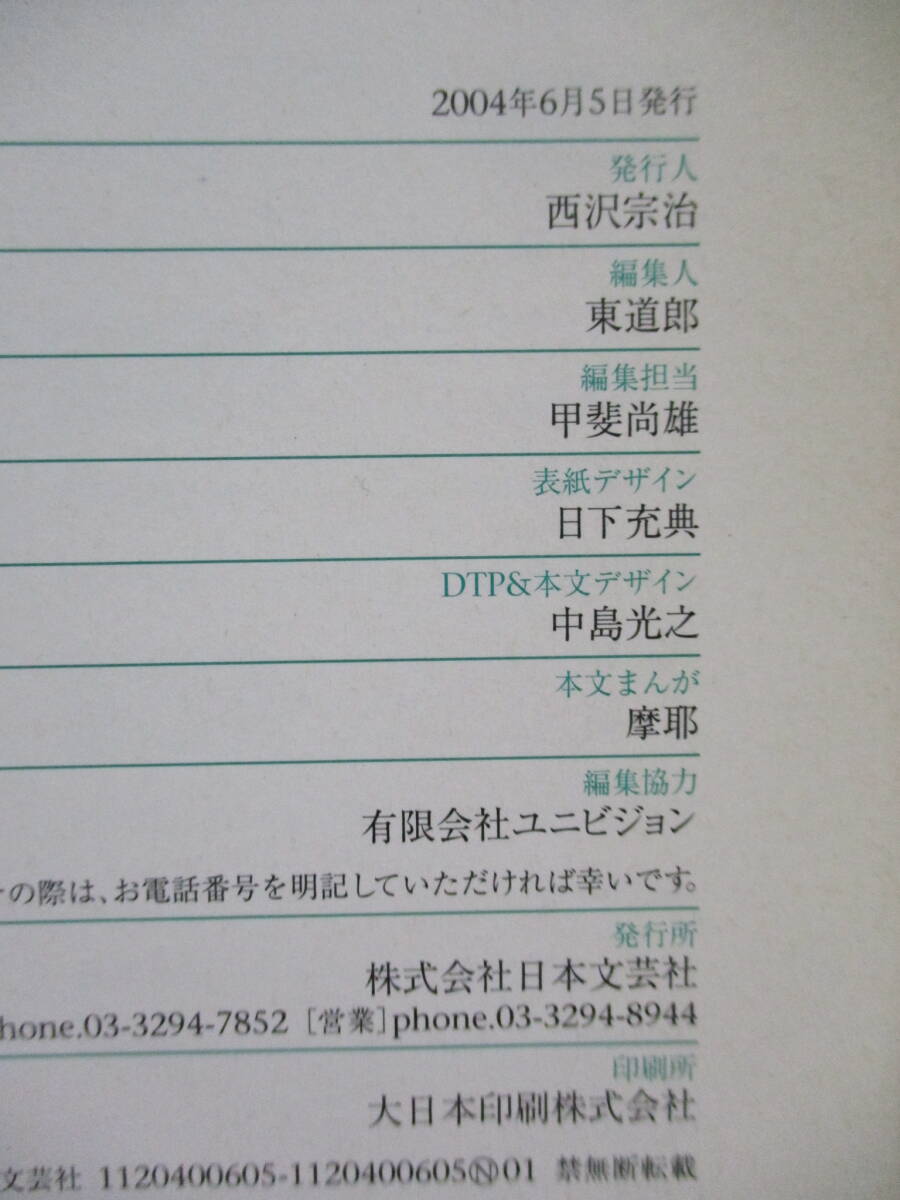 2004年6月5日発行
発行人
西沢宗治
編集人
東道郎
編集担当
甲斐尚雄
表紙デザイン
日下充典
DTP&本文デザイン
中島光之
本文まんが
摩耶
編集協力
有限会社ユニビジョン
の際は、お電話番号を明記していただければ幸いです。
発行所
株式会社日本文芸社
hone.03-3294-7852 [営業]phone.03-3294-8944
印刷所
大日本印刷株式会社
文芸社 1120400605-1120400605Ⓝ01 禁無断転載